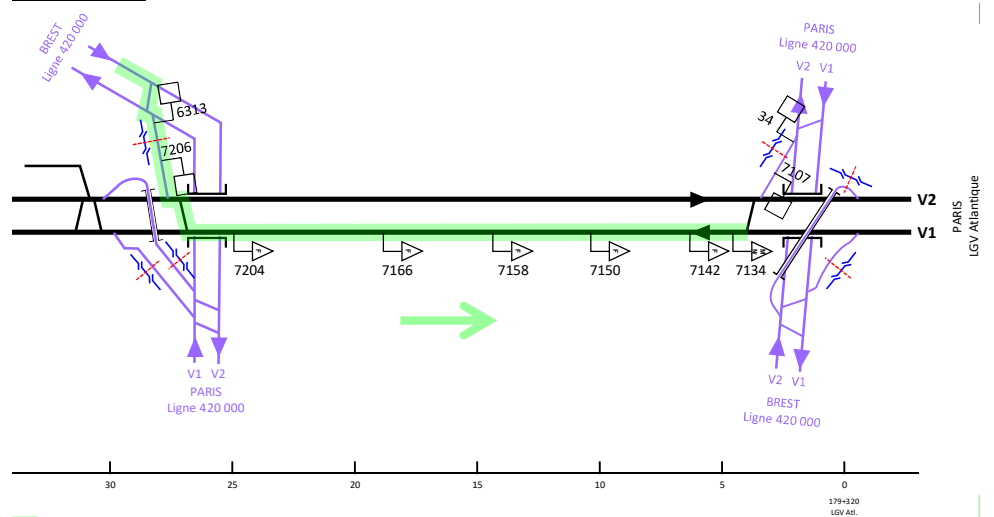 BREST
Ligne 420 000
PARIS
Ligne 420 000
V2 V1
6313
34
7206
7107
V2
V1
PARIS
LGV Atlantique
F F F F F M
7204 7166 7158 7150 7142 7134
V1 V2
PARIS
Ligne 420 000
V2 V1
BREST
Ligne 420 000
30 25 20 15 10 5 0
179+320
LGV Atl.